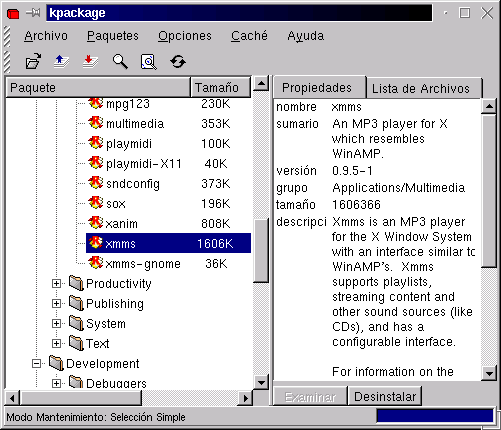 kpackage
Archivo Paquetes Opciones Caché Ayuda
Paquete Tamaño
mpg123 230K
multimedia 353K
playmidi 100K
playmidi-X11 40K
sndconfig 373K
sox 196K
xanim 808K
xmms 1606K
xmms-gnome 36K
Productivity
Publishing
System
Text
Development
Debuggers
Propiedades Lista de Archivos
nombre xmms
sumario An MP3 player for X
which resembles
WinAMP.
versión 0.9.5-1
grupo Applications/Multimedia
tamaño 1606366
descripci Xmms is an MP3 player
for the X Window System
with an interface similar to
WinAMP's. Xmms
supports playlists,
streaming content and
other sound sources (like
CDs), and has a
configurable interface.
For information on the
Examinar Desinstalar
Modo Mantenimiento: Selección Simple